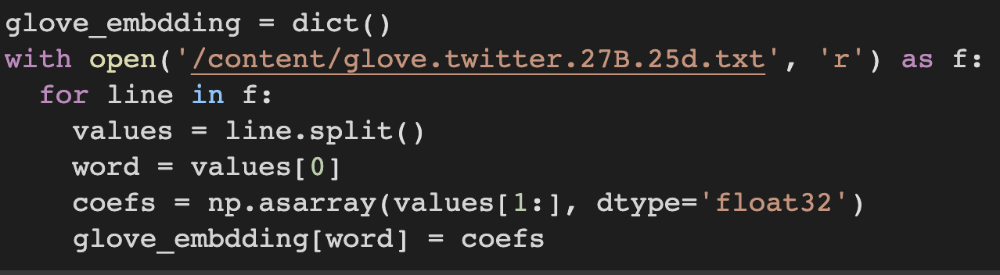 glove_embdding = dict()
with open('/content/glove.twitter.27B.25d.txt', 'r') as f:
  for line in f:
    values = line.split()
    word = values[0]
    coefs = np.asarray(values[1:], dtype='float32')
    glove_embdding[word] = coefs